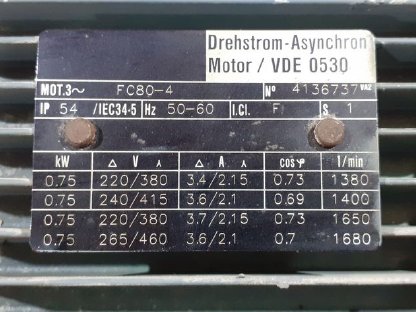 Drehstrom-Asynchron
Motor / VDE 0530
MOT.3~ FC80-4 Nº 4136737 VA2
IP 54 /IEC34-5 Hz 50-60 I.Cl. F S 1
kW Δ V ⅄ Δ A ⅄ cosφ 1/min
0.75 220/380 3.4/2.15 0.73 1380
0.75 240/415 3.6/2.1 0.69 1400
0.75 220/380 3.7/2.15 0.73 1650
0.75 265/460 3.6/2.1 0.7 1680